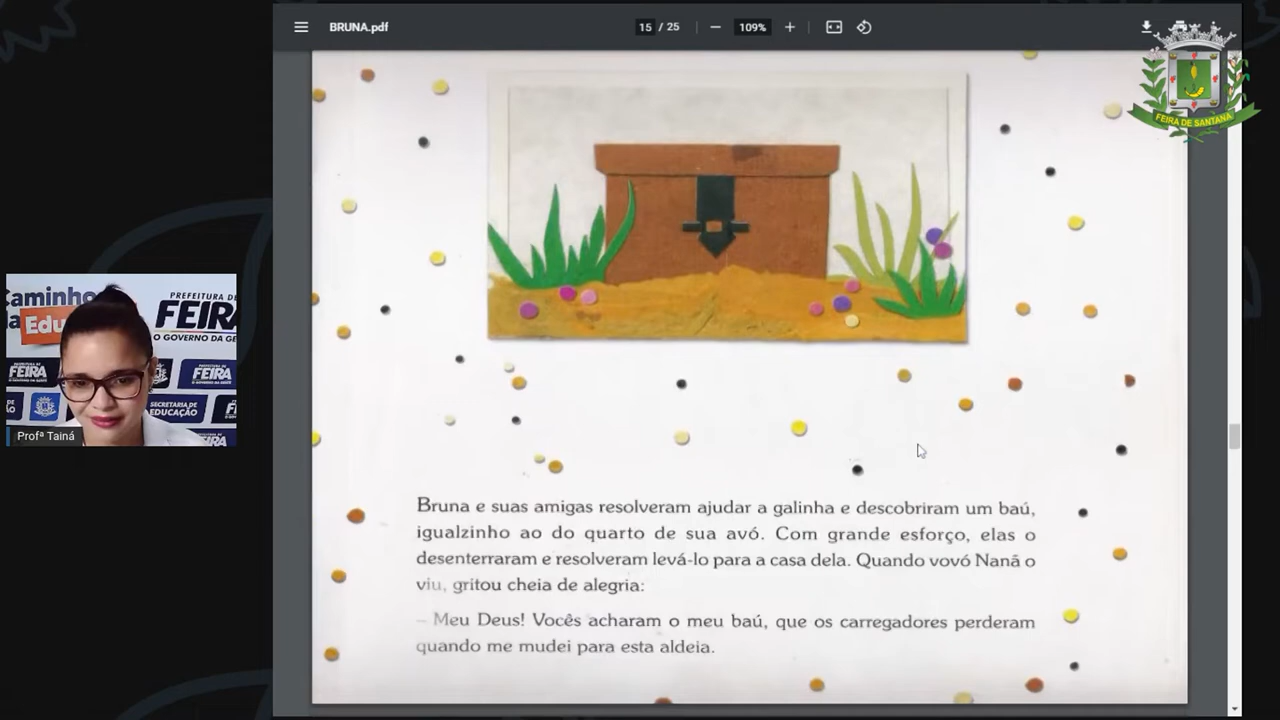 BRUNA.pdf
15 / 25
109%
FEIRA DE SANTANA
Caminho
da Edu
PREFEITURA DE
FEIRA
O GOVERNO DA GE
FEIRA
FEIRA
SECRETARIA DE
EDUCAÇÃO
FEIRA
Profª Tainá
Bruna e suas amigas resolveram ajudar a galinha e descobriram um baú,
igualzinho ao do quarto de sua avó. Com grande esforço, elas o
desenterraram e resolveram levá-lo para a casa dela. Quando vovó Nanã o
viu, gritou cheia de alegria:
– Meu Deus! Vocês acharam o meu baú, que os carregadores perderam
quando me mudei para esta aldeia.